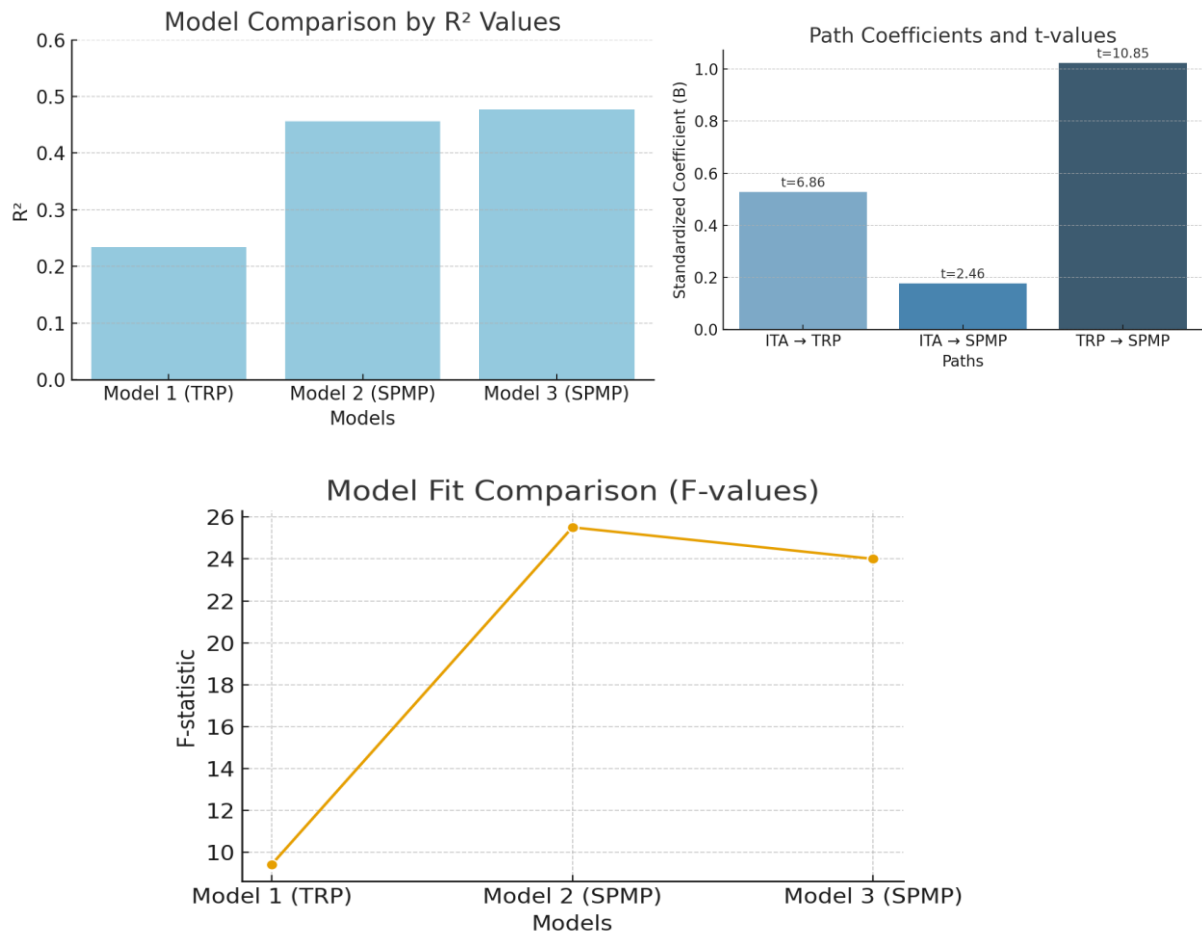 Model Comparison by R² Values
0.6
0.5
0.4
0.3
0.2
0.1
0.0
R²
Model 1 (TRP) Model 2 (SPMP) Model 3 (SPMP)
Models
Path Coefficients and t-values
t=10.85
t=6.86
t=2.46
1.0
0.8
0.6
0.4
0.2
0.0
Standardized Coefficient (B)
ITA → TRP ITA → SPMP TRP → SPMP
Paths
Model Fit Comparison (F-values)
26
24
22
20
18
16
14
12
10
F-statistic
Model 1 (TRP) Model 2 (SPMP) Model 3 (SPMP)
Models